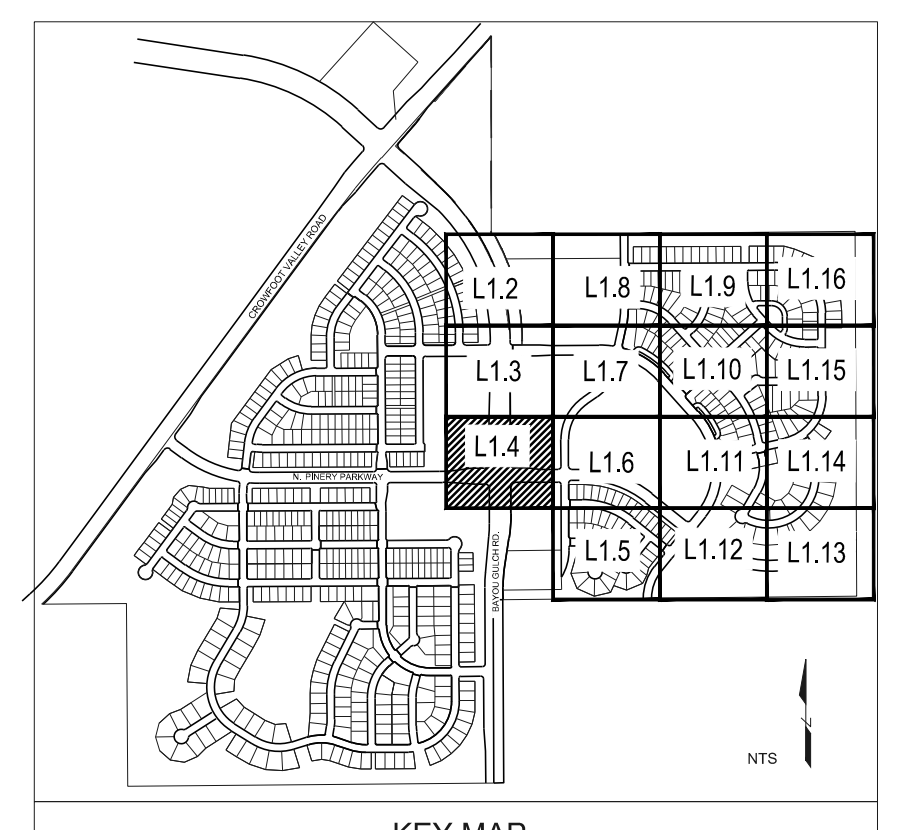 CROWFOOT VALLEY ROAD
L1.2
L1.8
L1.9
L1.16
L1.3
L1.7
L1.10
L1.15
L1.4
L1.6
L1.11
L1.14
N. PINERY PARKWAY
L1.5
L1.12
L1.13
BAYOU GULCH RD.
NTS
KEY MAP